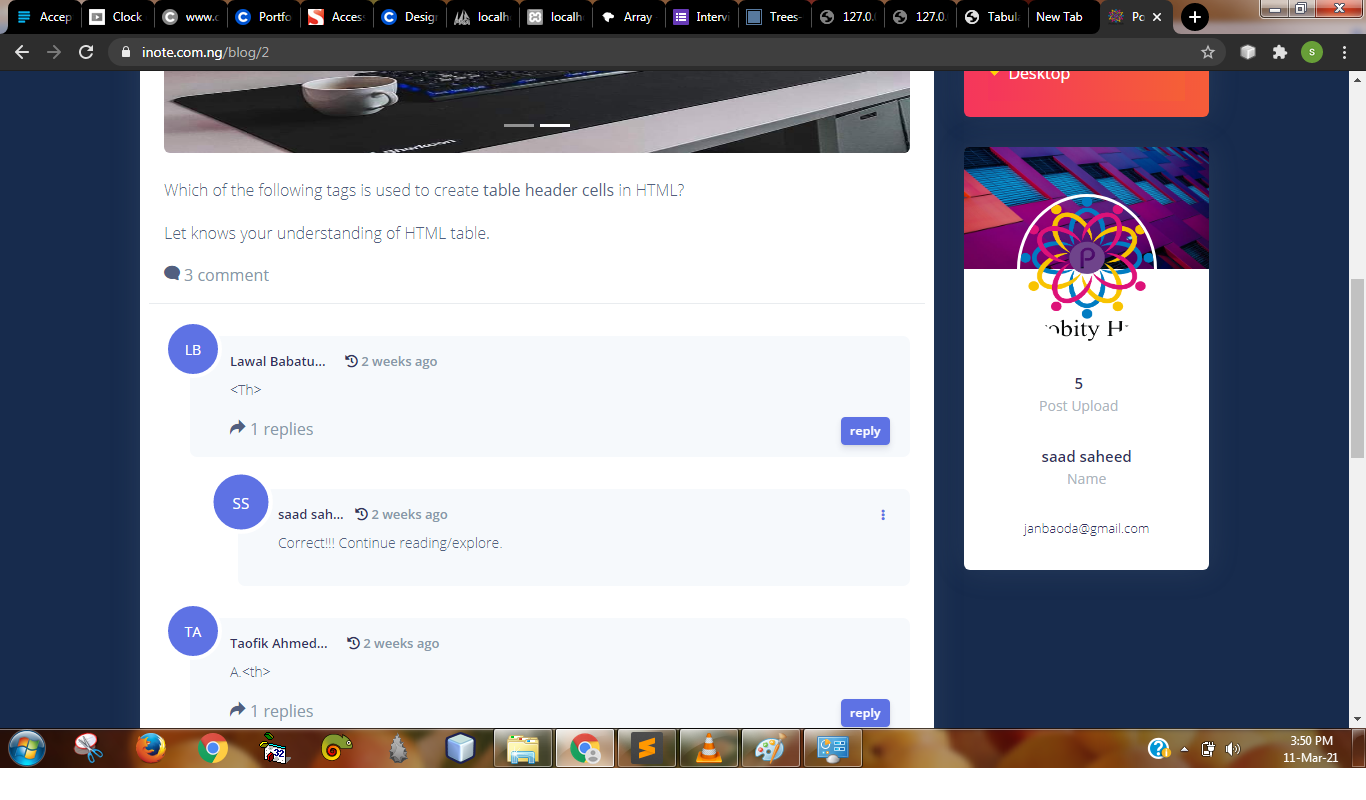 Accep
Clock
www.c
Portfo
Access
Design
localh
localh
Array
Intervi
Trees-
127.0.
127.0.
Tabula
New Tab
Po
inote.com.ng/blog/2
S
Desktop
Which of the following tags is used to create table header cells in HTML?
Let knows your understanding of HTML table.
3 comment
LB
Lawal Babatu... 2 weeks ago
<Th>
1 replies
reply
SS
saad sah... 2 weeks ago
Correct!!! Continue reading/explore.
TA
Taofik Ahmed... 2 weeks ago
A.<th>
1 replies
reply
P
obity H
5
Post Upload
saad saheed
Name
janbaoda@gmail.com
32
3:50 PM
11-Mar-21